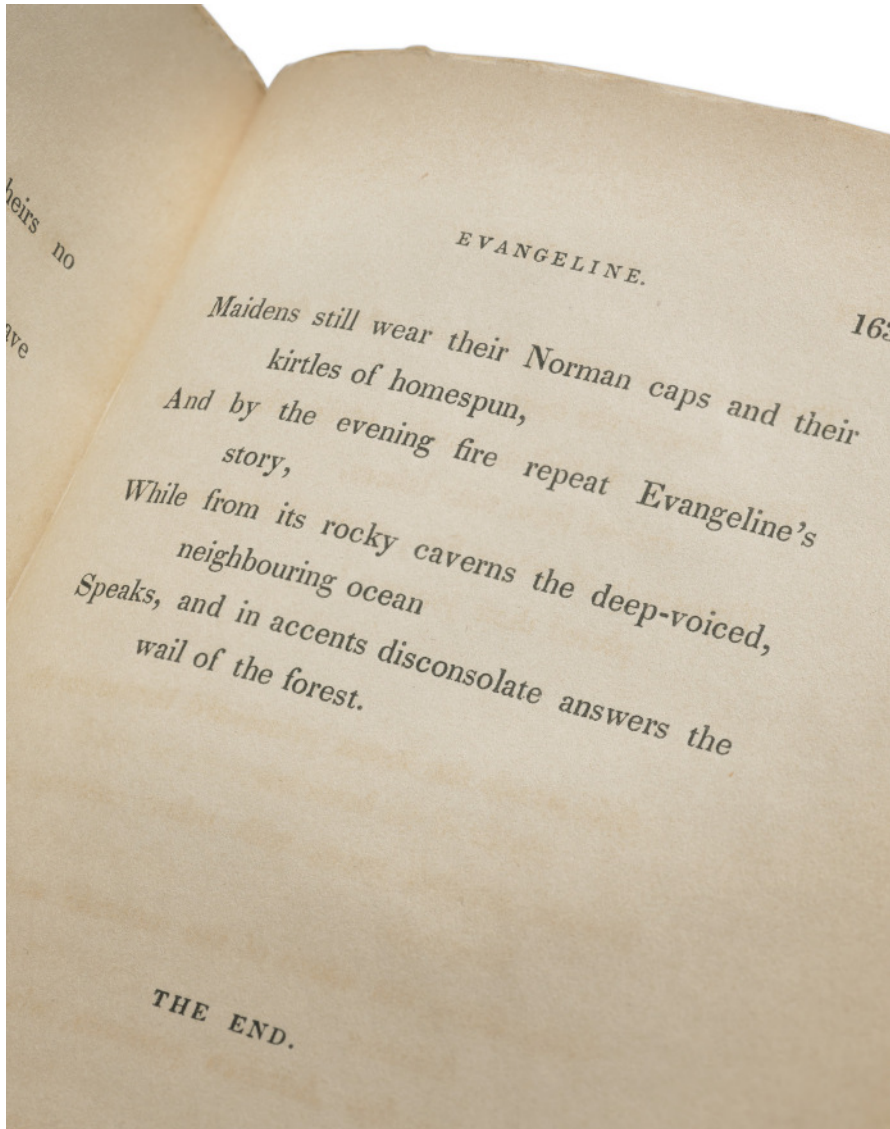 heirs no
ave
EVANGELINE.
163
Maidens still wear their Norman caps and their
kirtles of homespun,
And by the evening fire repeat Evangeline's
story,
While from its rocky caverns the deep-voiced,
neighbouring ocean
Speaks, and in accents disconsolate answers the
wail of the forest.
THE END.